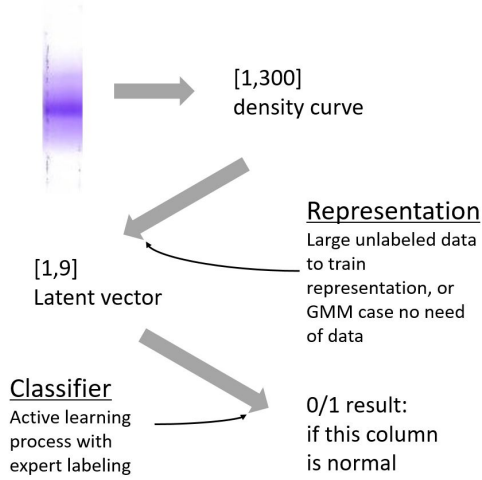 [1,300]
density curve
Representation
Large unlabeled data
to train
representation, or
GMM case no need
of data
[1,9]
Latent vector
Classifier
Active learning
process with
expert labeling
0/1 result:
if this column
is normal